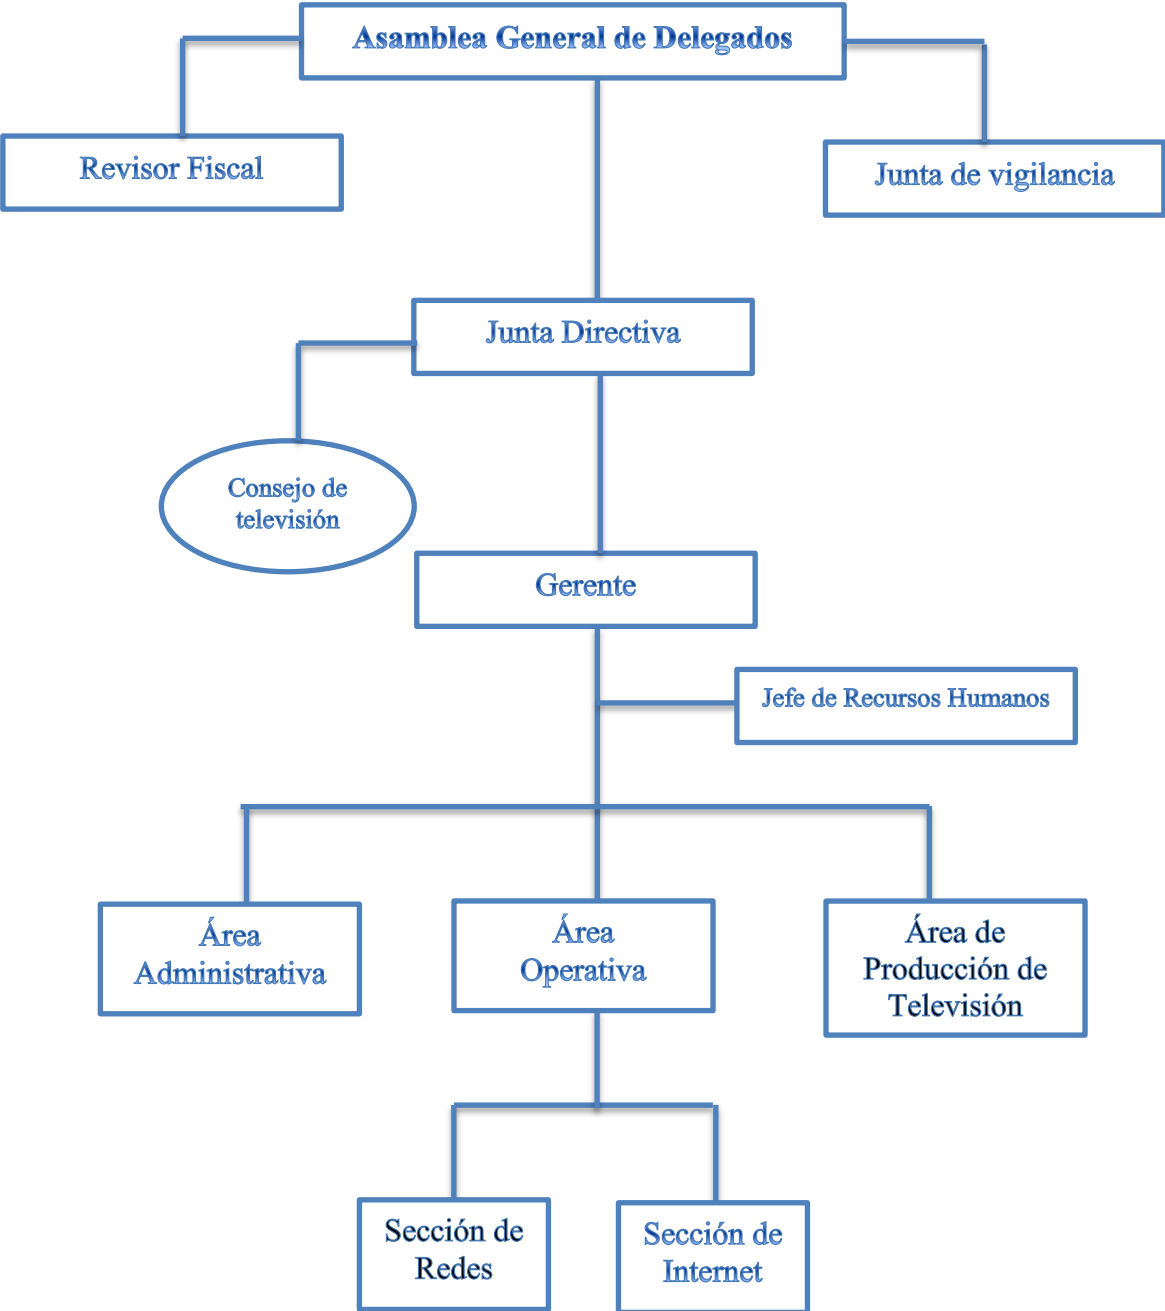 Asamblea General de Delegados
Revisor Fiscal
Junta de vigilancia
Junta Directiva
Consejo de
televisión
Gerente
Jefe de Recursos Humanos
Área
Administrativa
Área
Operativa
Área de
Producción de
Televisión
Sección de
Redes
Sección de
Internet